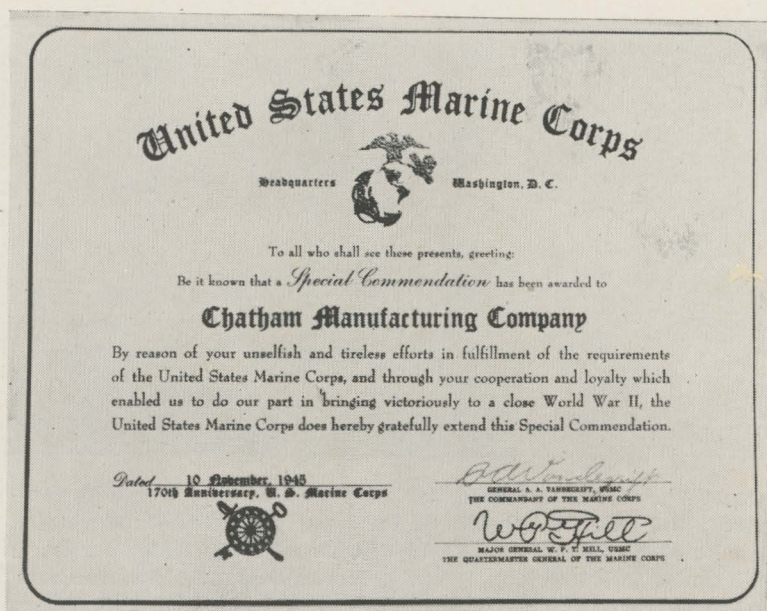 United States Marine Corps
Headquarters Washington, D. C.
To all who shall see these presents, greeting:
Be it known that a Special Commendation has been awarded to
Chatham Manufacturing Company
By reason of your unselfish and tireless efforts in fulfillment of the requirements
of the United States Marine Corps, and through your cooperation and loyalty which
enabled us to do our part in bringing victoriously to a close World War II, the
United States Marine Corps does hereby gratefully extend this Special Commendation.
Dated 10 November, 1945
170th Anniversary, U. S. Marine Corps
A A Vandegrift
GENERAL A. A. VANDEGRIFT, USMC
THE COMMANDANT OF THE MARINE CORPS
W P T Hill
MAJOR GENERAL W. P. T. HILL, USMC
THE QUARTERMASTER GENERAL OF THE MARINE CORPS